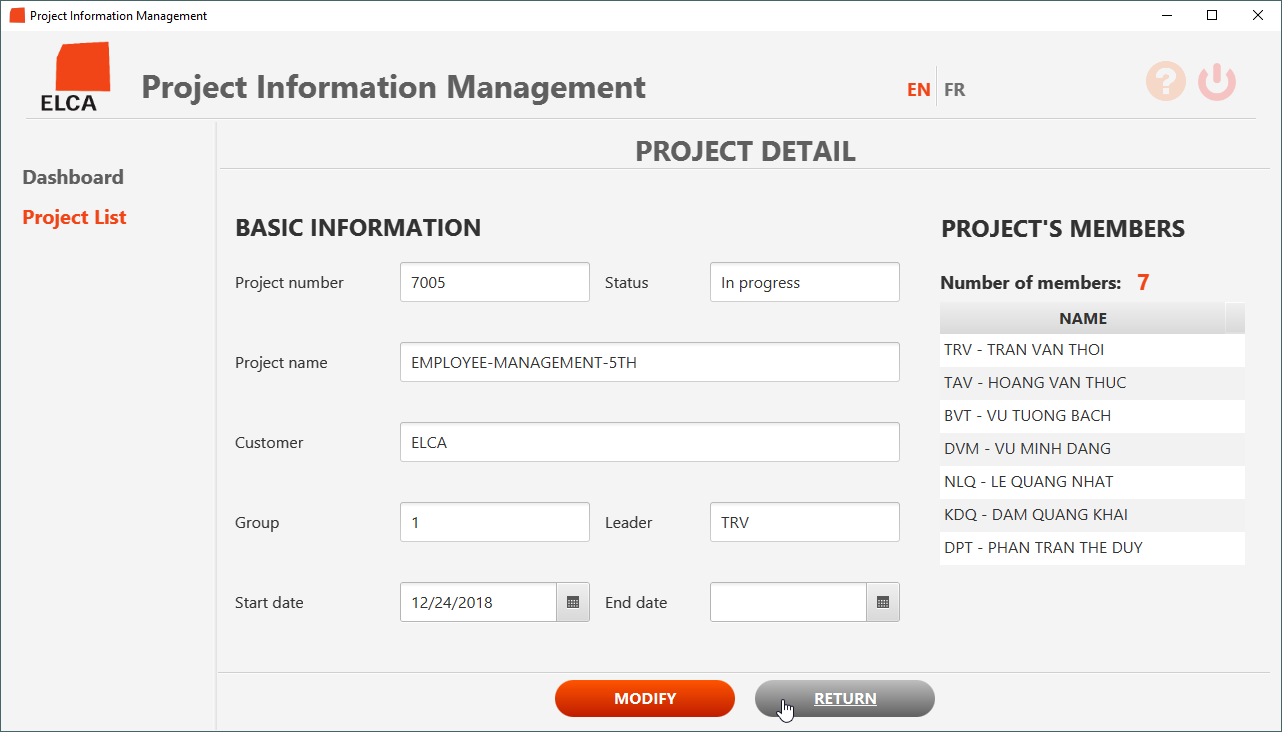 Project Information Management
ELCA
Project Information Management
EN FR
?
Dashboard
Project List
PROJECT DETAIL
BASIC INFORMATION
Project number 7005 Status In progress
Project name EMPLOYEE-MANAGEMENT-5TH
Customer ELCA
Group 1 Leader TRV
Start date 12/24/2018 End date
PROJECT'S MEMBERS
Number of members: 7
NAME
TRV - TRAN VAN THOI
TAV - HOANG VAN THUC
BVT - VU TUONG BACH
DVM - VU MINH DANG
NLQ - LE QUANG NHAT
KDQ - DAM QUANG KHAI
DPT - PHAN TRAN THE DUY
MODIFY RETURN